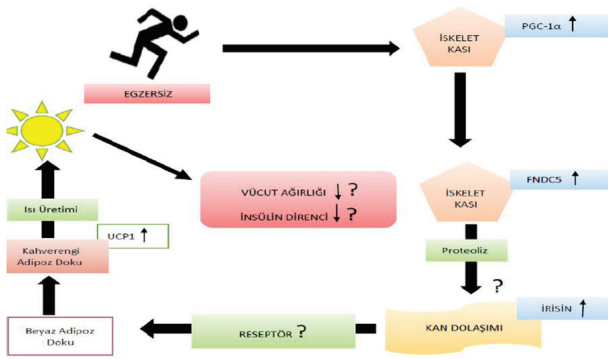 EGZERSİZ
İSKELET
KASI
PGC-1α ↑
İSKELET
KASI
FNDC5 ↑
Proteoliz
?
KAN DOLAŞIMI
İRİSİN ↑
RESEPTÖR ?
Beyaz Adipoz
Doku
Kahverengi
Adipoz Doku
UCP1 ↑
Isı Üretimi
VÜCUT AĞIRLIĞI ↓ ?
İNSÜLİN DİRENCİ ↓ ?